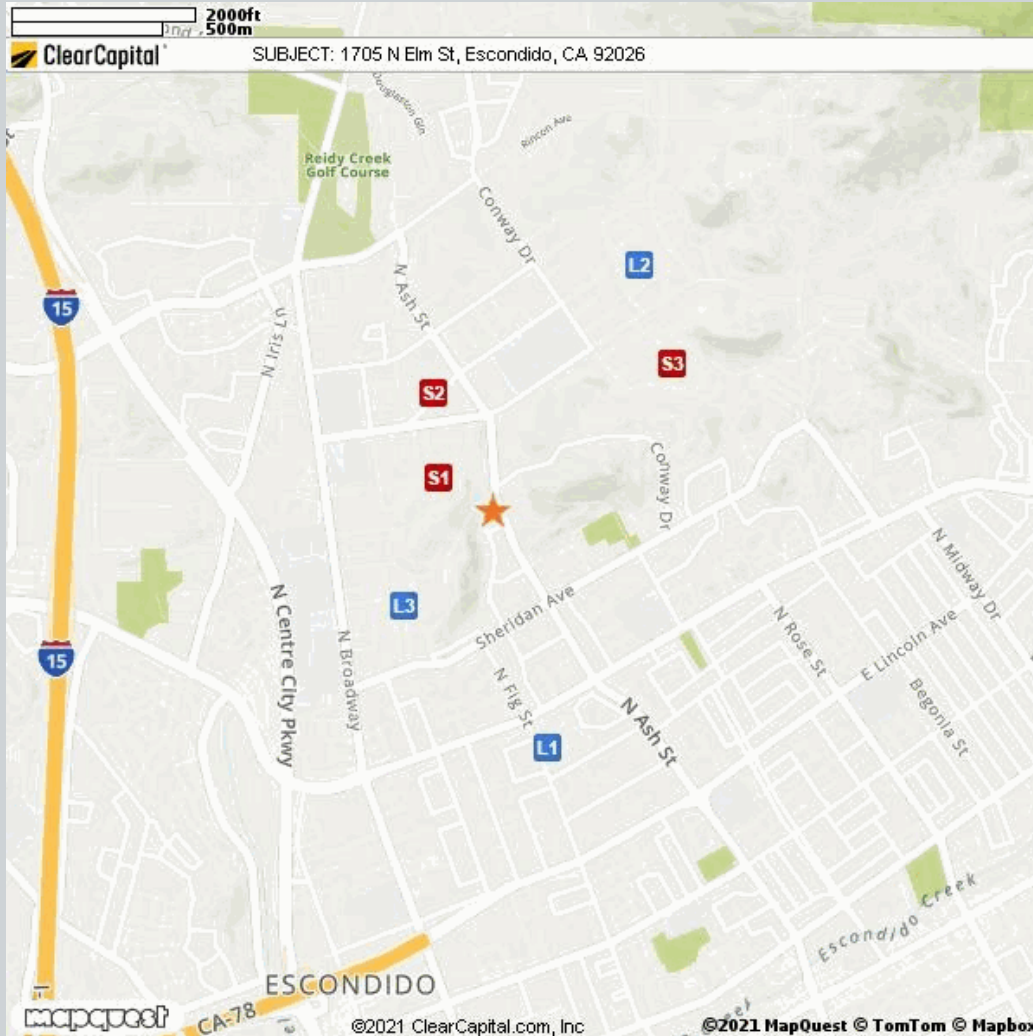 2000ft
500m
ClearCapital
SUBJECT: 1705 N Elm St, Escondido, CA 92026
Douglaston Gln
Rincon Ave
Reidy Creek
Golf Course
Conway Dr
L2
15
N Ash St
N Iris Ln
S3
S2
Conway Dr
S1
N Midway Dr
L3
Sheridan Ave
N Centre City Pkwy
N Rose St
E Lincoln Ave
15
N Broadway
N Fig St
Begonia St
N Ash St
L1
Escondido Creek
ESCONDIDO
CA-78
mapquest
©2021 ClearCapital.com, Inc
©2021 MapQuest © TomTom © Mapbo